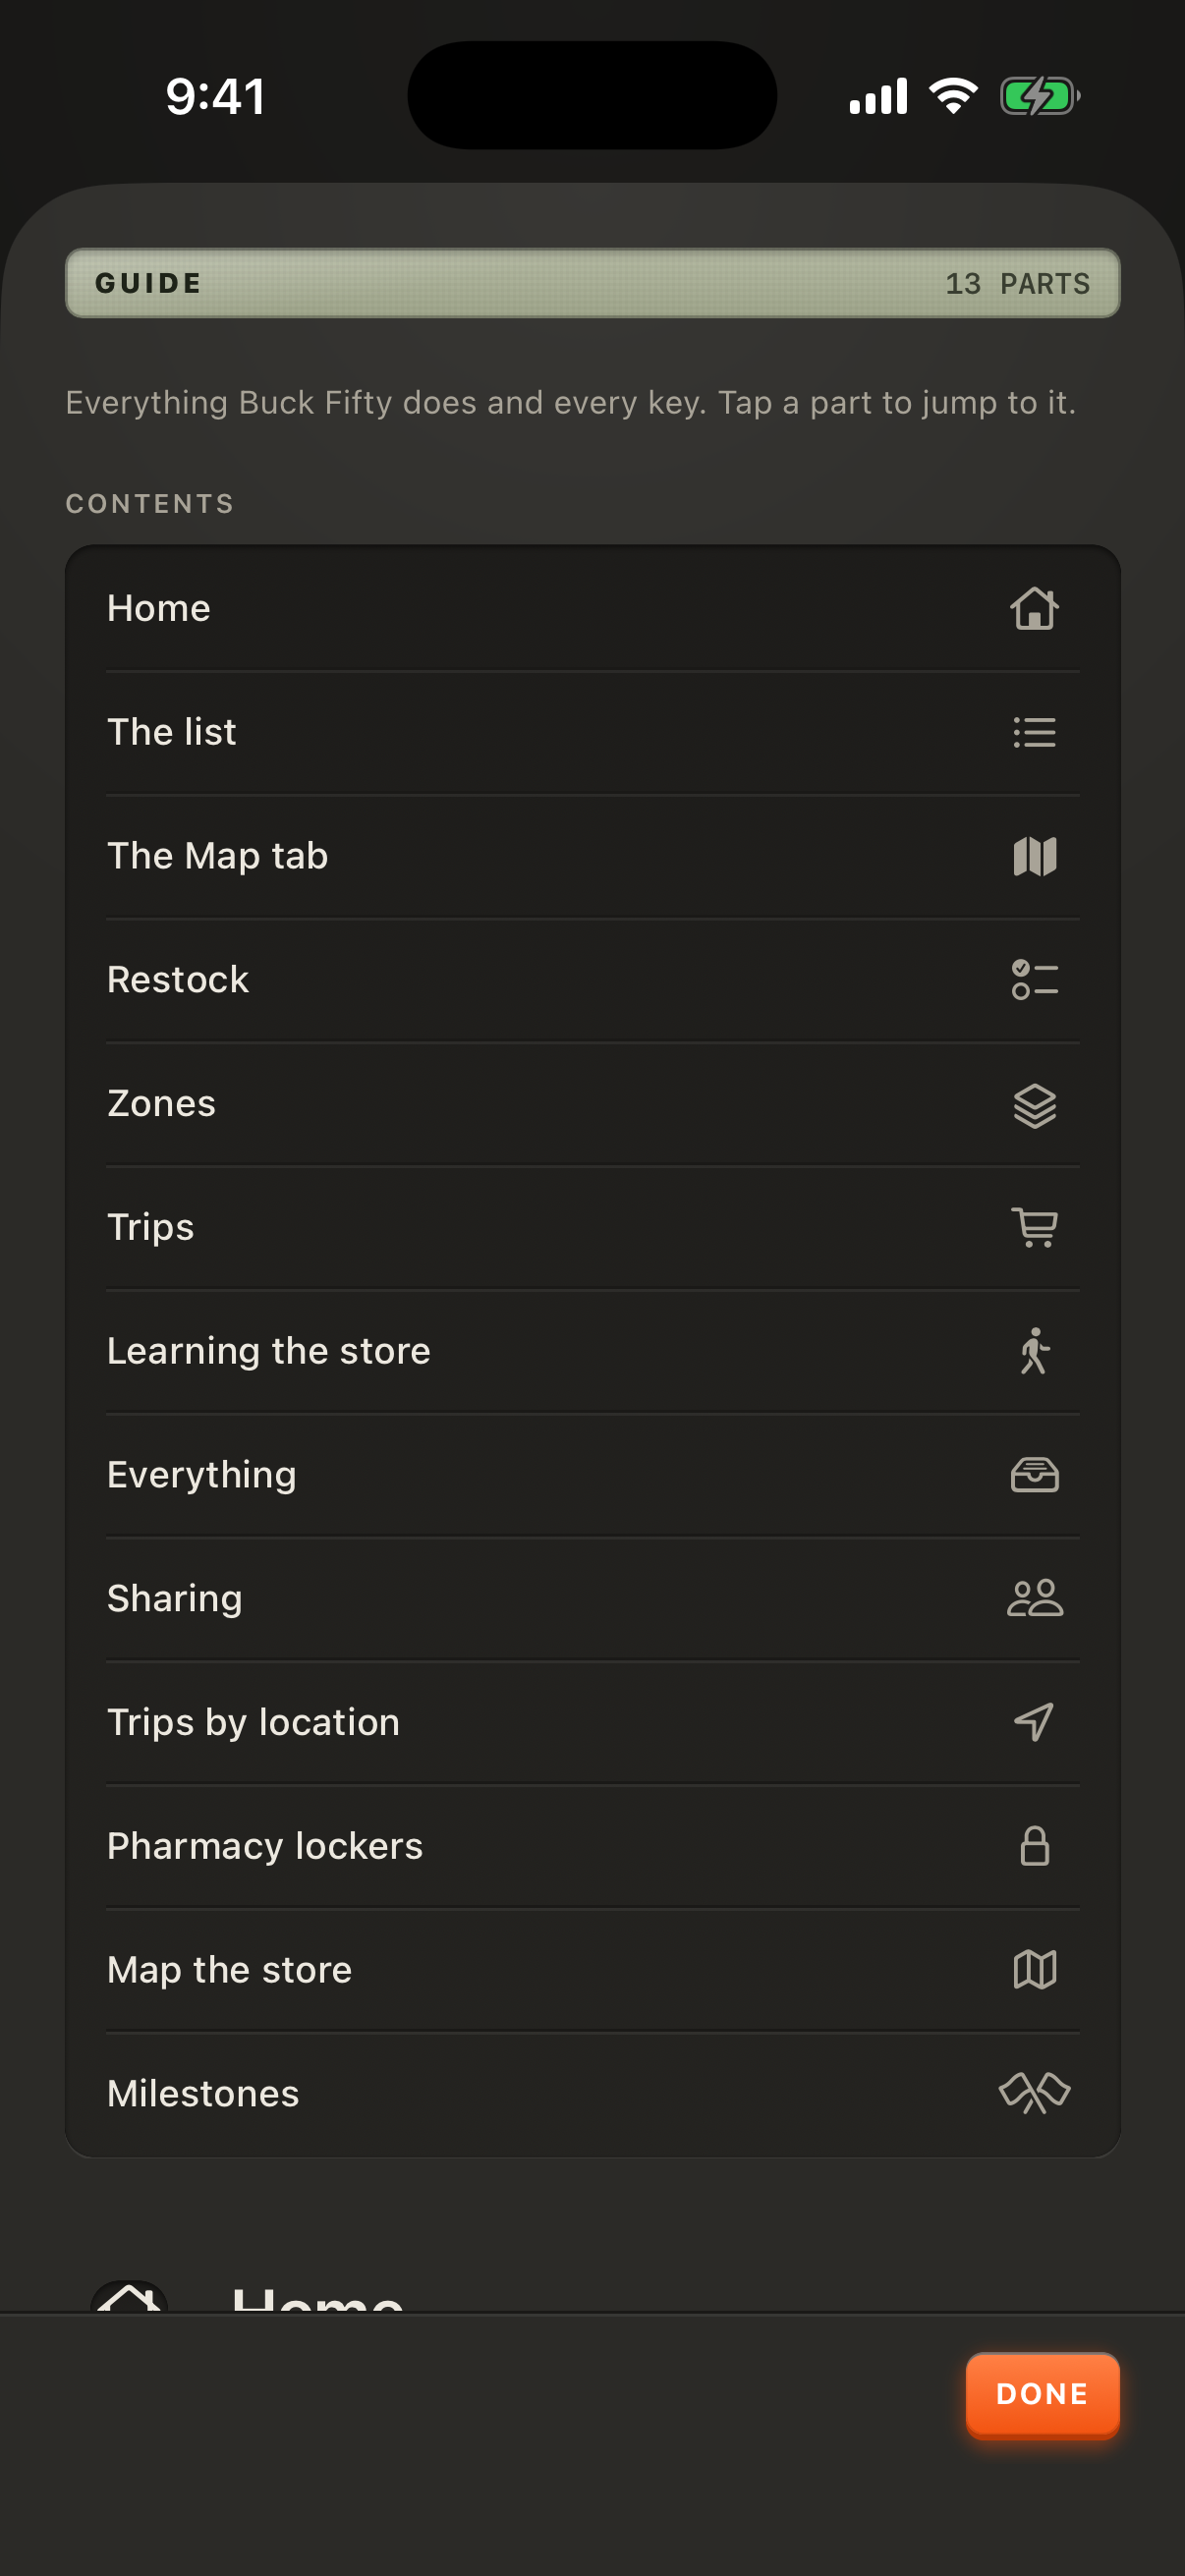 9:41
GUIDE 13 PARTS
Everything Buck Fifty does and every key. Tap a part to jump to it.
CONTENTS
Home
The list
The Map tab
Restock
Zones
Trips
Learning the store
Everything
Sharing
Trips by location
Pharmacy lockers
Map the store
Milestones
Home
DONE